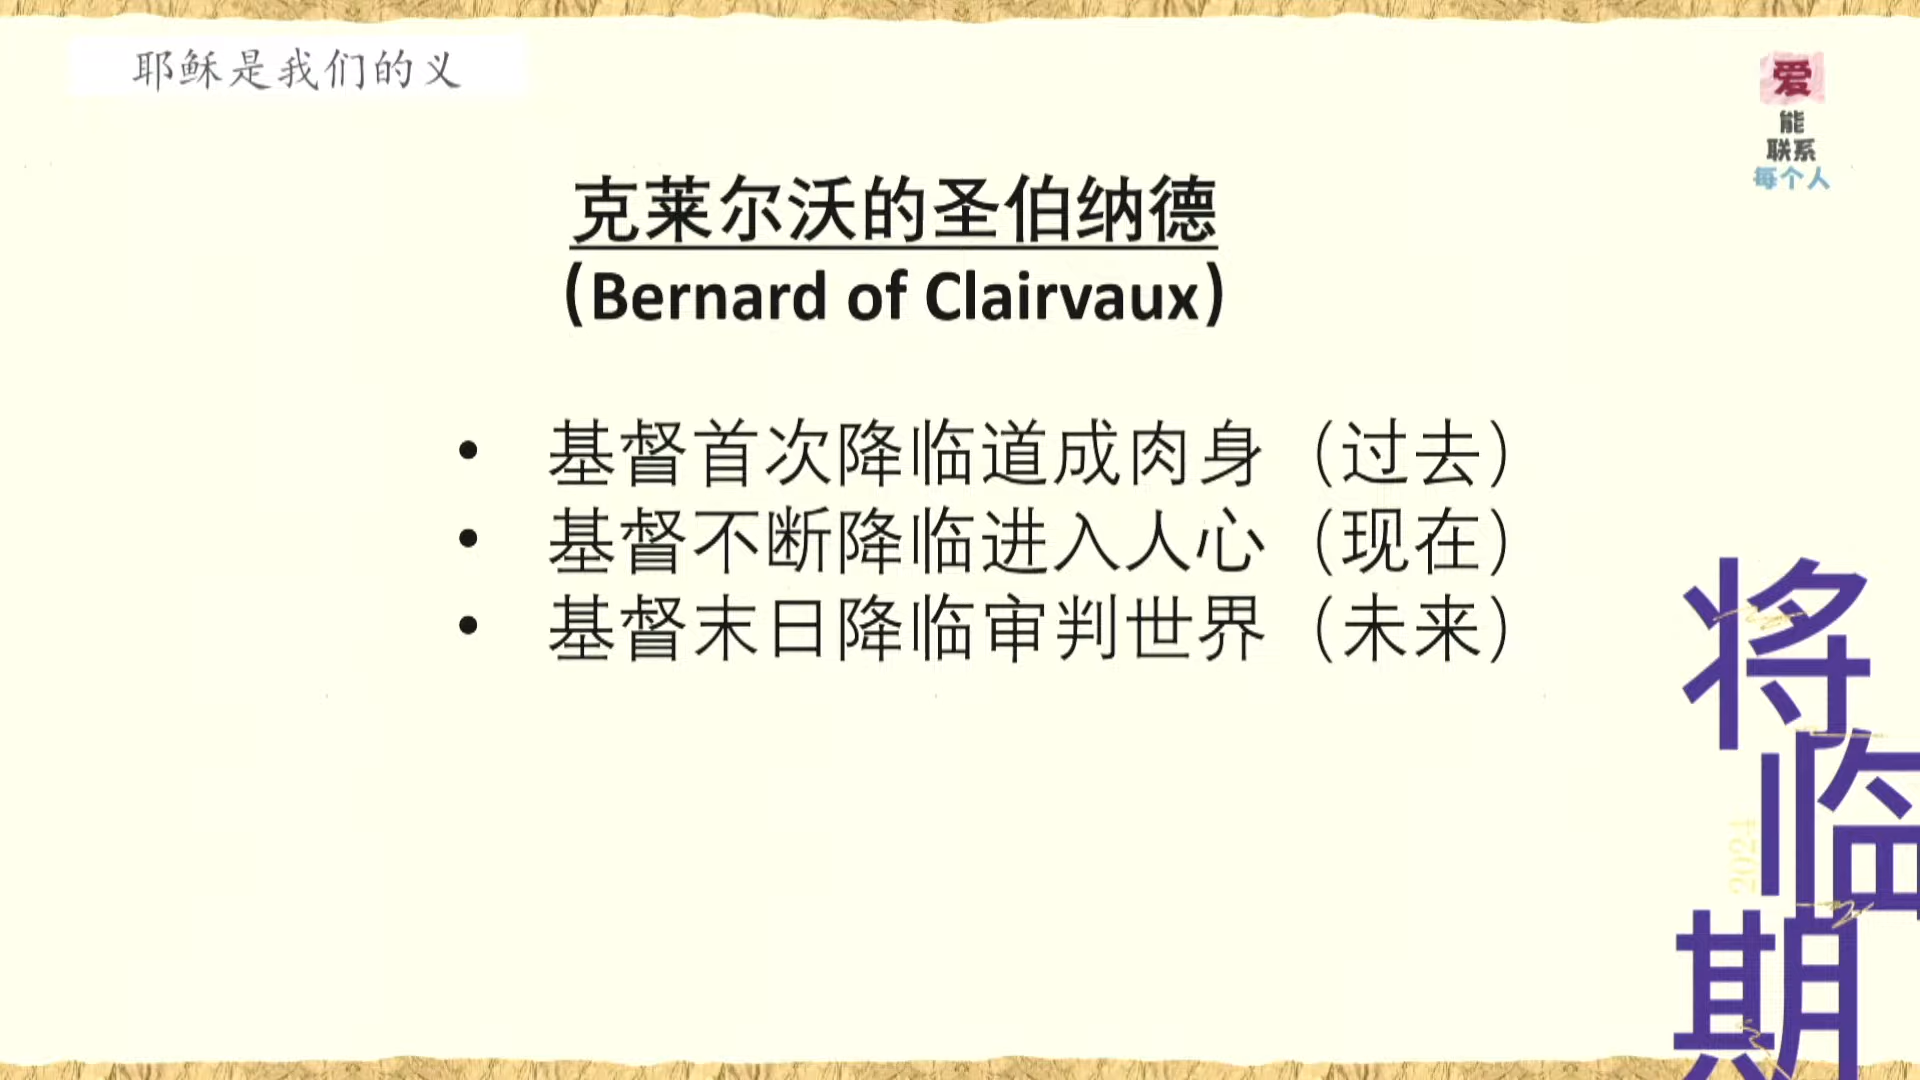 耶稣是我们的义
爱
能
联系
每个人
克莱尔沃的圣伯纳德
(Bernard of Clairvaux)
• 基督首次降临道成肉身（过去）
• 基督不断降临进入人心（现在）
• 基督末日降临审判世界（未来）
将
临
期
2024